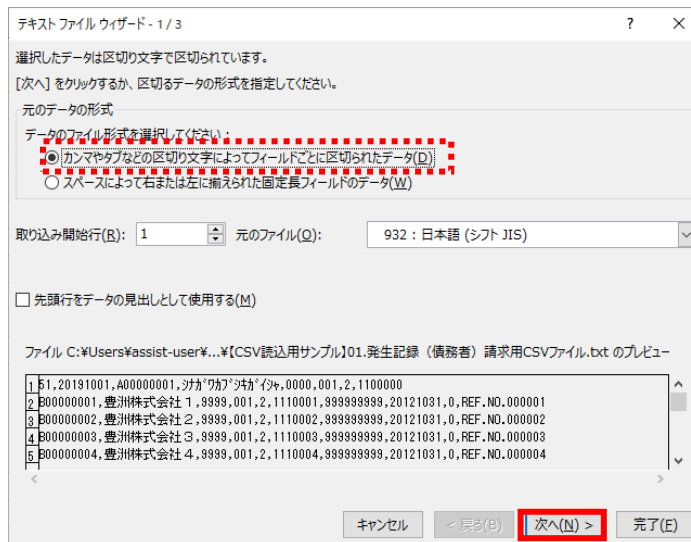 テキスト ファイル ウィザード - 1 / 3 ? ×
選択したデータは区切り文字で区切られています。
[次へ] をクリックするか、区切るデータの形式を指定してください。
元のデータの形式
データのファイル形式を選択してください:
カンマやタブなどの区切り文字によってフィールドごとに区切られたデータ(D)
スペースによって右または左に揃えられた固定長フィールドのデータ(W)
取り込み開始行(R): 1 元のファイル(O): 932 : 日本語 (シフト JIS)
先頭行をデータの見出しとして使用する(M)
ファイル C:¥Users¥assist-user¥...¥【CSV読込用サンプル】01.発生記録(債務者)請求用CSVファイル.txt のプレビュー
1 51,20191001,A00000001,シナガワカブシキガイシャ,0000,001,2,1100000
2 B00000001,豊洲株式会社1,9999,001,2,1110001,999999999,20121031,0,REF.NO.000001
3 B00000002,豊洲株式会社2,9999,001,2,1110002,999999999,20121031,0,REF.NO.000002
4 B00000003,豊洲株式会社3,9999,001,2,1110003,999999999,20121031,0,REF.NO.000003
5 B00000004,豊洲株式会社4,9999,001,2,1110004,999999999,20121031,0,REF.NO.000004
キャンセル < 戻る(B) 次へ(N) > 完了(F)